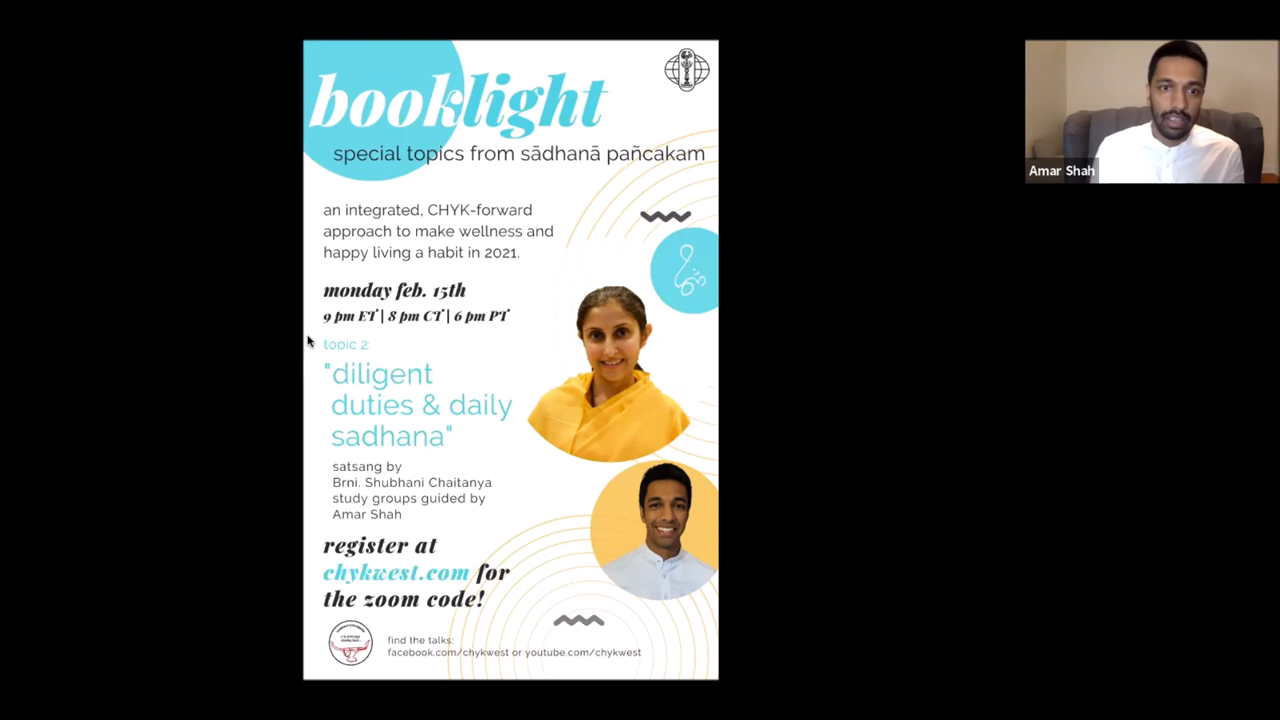 booklight
special topics from sādhanā pañcakam
an integrated, CHYK-forward
approach to make wellness and
happy living a habit in 2021.
monday feb. 15th
9 pm ET | 8 pm CT | 6 pm PT
topic 2:
"diligent
duties & daily
sadhana"
satsang by
Brni. Shubhani Chaitanya
study groups guided by
Amar Shah
register at
chykwest.com for
the zoom code!
find the talks:
facebook.com/chykwest or youtube.com/chykwest
Amar Shah